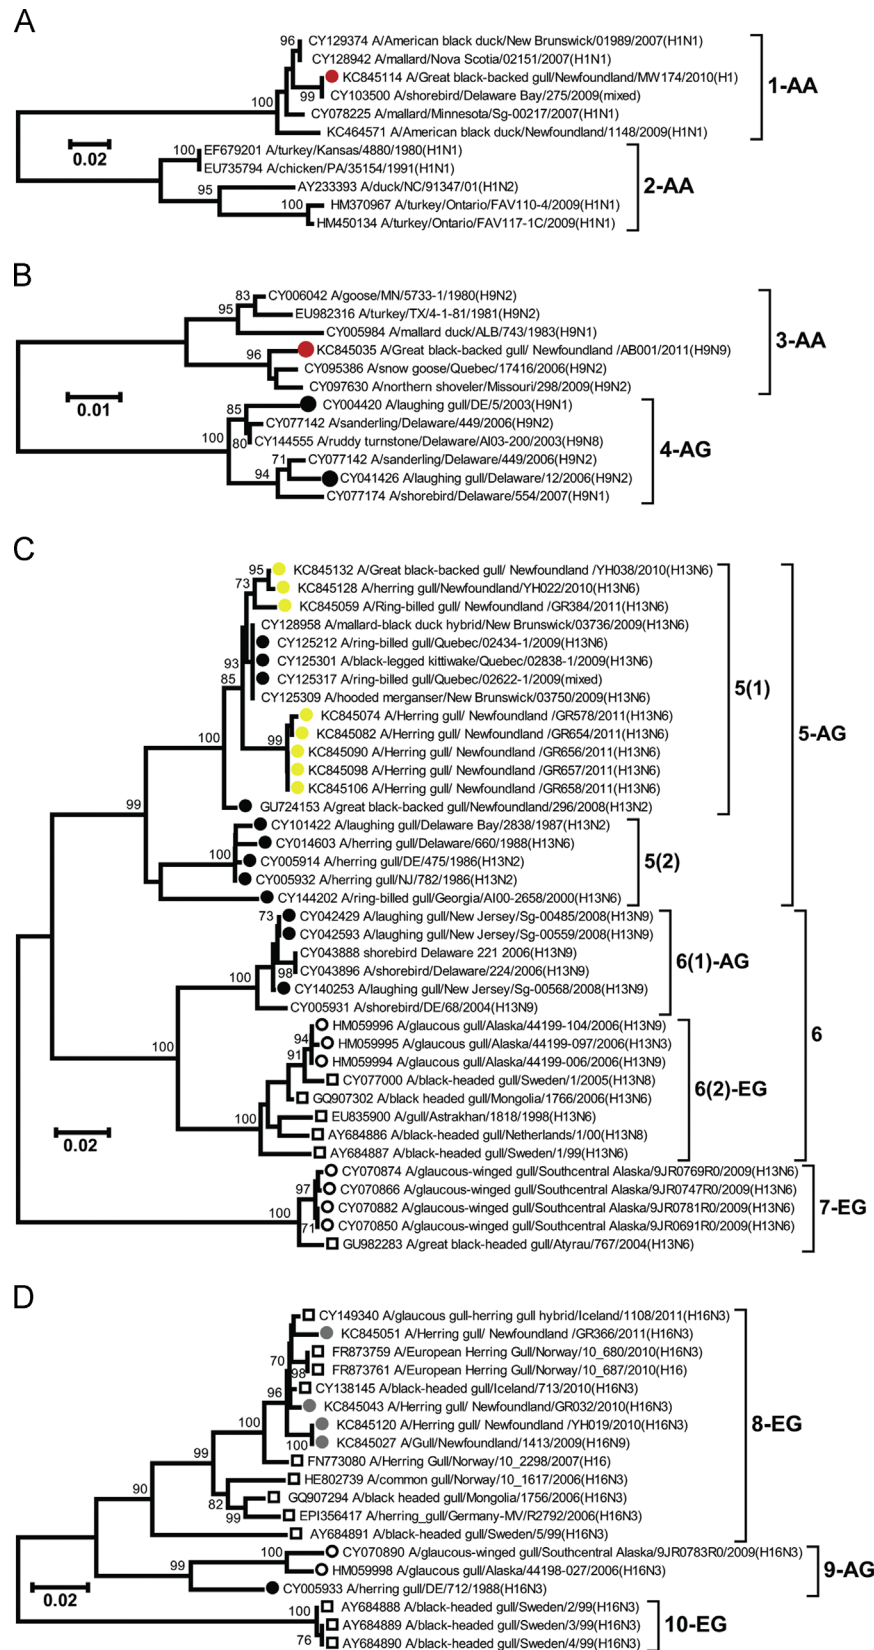 A
96 CY129374 A/American black duck/New Brunswick/01989/2007(H1N1)
CY128942 A/mallard/Nova Scotia/02151/2007(H1N1)
KC845114 A/Great black-backed gull/Newfoundland/MW174/2010(H1)
1-AA
99 CY103500 A/shorebird/Delaware Bay/275/2009(mixed)
100
CY078225 A/mallard/Minnesota/Sg-00217/2007(H1N1)
KC464571 A/American black duck/Newfoundland/1148/2009(H1N1)
0.02
100 EF679201 A/turkey/Kansas/4880/1980(H1N1)
EU735794 A/chicken/PA/35154/1991(H1N1)
95 AY233393 A/duck/NC/91347/01(H1N2)
2-AA
100 HM370967 A/turkey/Ontario/FAV110-4/2009(H1N1)
HM450134 A/turkey/Ontario/FAV117-1C/2009(H1N1)
B
83 CY006042 A/goose/MN/5733-1/1980(H9N2)
95 EU982316 A/turkey/TX/4-1-81/1981(H9N2)
CY005984 A/mallard duck/ALB/743/1983(H9N1)
3-AA
96 KC845035 A/Great black-backed gull/ Newfoundland /AB001/2011(H9N9)
CY095386 A/snow goose/Quebec/17416/2006(H9N2)
CY097630 A/northern shoveler/Missouri/298/2009(H9N2)
0.01
85 CY004420 A/laughing gull/DE/5/2003(H9N1)
CY077142 A/sanderling/Delaware/449/2006(H9N2)
100 80 CY144555 A/ruddy turnstone/Delaware/AI03-200/2003(H9N8)
4-AG
71 CY077142 A/sanderling/Delaware/449/2006(H9N2)
94 CY041426 A/laughing gull/Delaware/12/2006(H9N2)
CY077174 A/shorebird/Delaware/554/2007(H9N1)
C
95 KC845132 A/Great black-backed gull/ Newfoundland /YH038/2010(H13N6)
73 KC845128 A/herring gull/Newfoundland/YH022/2010(H13N6)
KC845059 A/Ring-billed gull/ Newfoundland /GR384/2011(H13N6)
CY128958 A/mallard-black duck hybrid/New Brunswick/03736/2009(H13N6)
CY125212 A/ring-billed gull/Quebec/02434-1/2009(H13N6)
93 CY125301 A/black-legged kittiwake/Quebec/02838-1/2009(H13N6)
85 CY125317 A/ring-billed gull/Quebec/02622-1/2009(mixed)
5(1)
CY125309 A/hooded merganser/New Brunswick/03750/2009(H13N6)
KC845074 A/Herring gull/ Newfoundland /GR578/2011(H13N6)
5-AG
100 99 KC845082 A/Herring gull/ Newfoundland /GR654/2011(H13N6)
KC845090 A/Herring gull/ Newfoundland /GR656/2011(H13N6)
KC845098 A/Herring gull/ Newfoundland /GR657/2011(H13N6)
KC845106 A/Herring gull/ Newfoundland /GR658/2011(H13N6)
99 GU724153 A/great black-backed gull/Newfoundland/296/2008(H13N2)
CY101422 A/laughing gull/Delaware Bay/2838/1987(H13N2)
CY014603 A/herring gull/Delaware/660/1988(H13N6)
100 CY005914 A/herring gull/DE/475/1986(H13N2)
5(2)
CY005932 A/herring gull/NJ/782/1986(H13N2)
CY144202 A/ring-billed gull/Georgia/AI00-2658/2000(H13N6)
73 CY042429 A/laughing gull/New Jersey/Sg-00485/2008(H13N9)
CY042593 A/laughing gull/New Jersey/Sg-00559/2008(H13N9)
CY043888 shorebird Delaware 221 2006(H13N9)
6(1)-AG
100 98 CY043896 A/shorebird/Delaware/224/2006(H13N9)
CY140253 A/laughing gull/New Jersey/Sg-00568/2008(H13N9)
CY005931 A/shorebird/DE/68/2004(H13N9)
HM059996 A/glaucous gull/Alaska/44199-104/2006(H13N9)
6
100 94 HM059995 A/glaucous gull/Alaska/44199-097/2006(H13N3)
91 HM059994 A/glaucous gull/Alaska/44199-006/2006(H13N9)
CY077000 A/black-headed gull/Sweden/1/2005(H13N8)
6(2)-EG
GQ907302 A/black headed gull/Mongolia/1766/2006(H13N6)
100 EU835900 A/gull/Astrakhan/1818/1998(H13N6)
0.02
AY684886 A/black-headed gull/Netherlands/1/00(H13N8)
AY684887 A/black-headed gull/Sweden/1/99(H13N6)
CY070874 A/glaucous-winged gull/Southcentral Alaska/9JR0769R0/2009(H13N6)
97 CY070866 A/glaucous-winged gull/Southcentral Alaska/9JR0747R0/2009(H13N6)
7-EG
100 CY070882 A/glaucous-winged gull/Southcentral Alaska/9JR0781R0/2009(H13N6)
71 CY070850 A/glaucous-winged gull/Southcentral Alaska/9JR0691R0/2009(H13N6)
GU982283 A/great black-headed gull/Atyrau/767/2004(H13N6)
D
CY149340 A/glaucous gull-herring gull hybrid/Iceland/1108/2011(H16N3)
KC845051 A/Herring gull/ Newfoundland /GR366/2011(H16N3)
70 FR873759 A/European Herring Gull/Norway/10_680/2010(H16N3)
98 FR873761 A/European Herring Gull/Norway/10_687/2010(H16)
96 CY138145 A/black-headed gull/Iceland/713/2010(H16N3)
KC845043 A/Herring gull/ Newfoundland/GR032/2010(H16N3)
8-EG
100 KC845120 A/Herring gull/ Newfoundland /YH019/2010(H16N3)
100 KC845027 A/Gull/Newfoundland/1413/2009(H16N9)
99 FN773080 A/Herring Gull/Norway/10_2298/2007(H16)
HE802739 A/common gull/Norway/10_1617/2006(H16N3)
90 82 GQ907294 A/black headed gull/Mongolia/1756/2006(H16N3)
99 EPI356417 A/herring_gull/Germany-MV/R2792/2006(H16N3)
AY684891 A/black-headed gull/Sweden/5/99(H16N3)
100 CY070890 A/glaucous-winged gull/Southcentral Alaska/9JR0783R0/2009(H16N3)
99 HM059998 A/glaucous gull/Alaska/44198-027/2006(H16N3)
9-AG
CY005933 A/herring gull/DE/712/1988(H16N3)
0.02
100 AY684888 A/black-headed gull/Sweden/2/99(H16N3)
AY684889 A/black-headed gull/Sweden/3/99(H16N3)
10-EG
76 AY684890 A/black-headed gull/Sweden/4/99(H16N3)